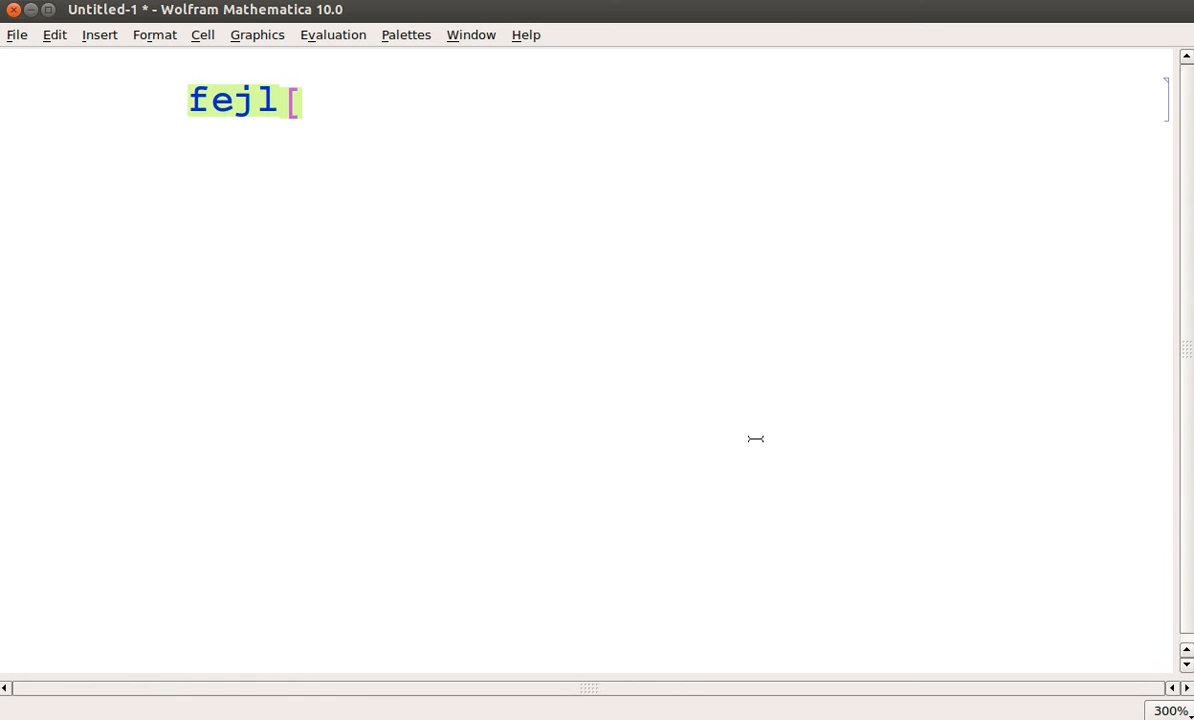 Untitled-1 * - Wolfram Mathematica 10.0
File Edit Insert Format Cell Graphics Evaluation Palettes Window Help
fejl[
300%